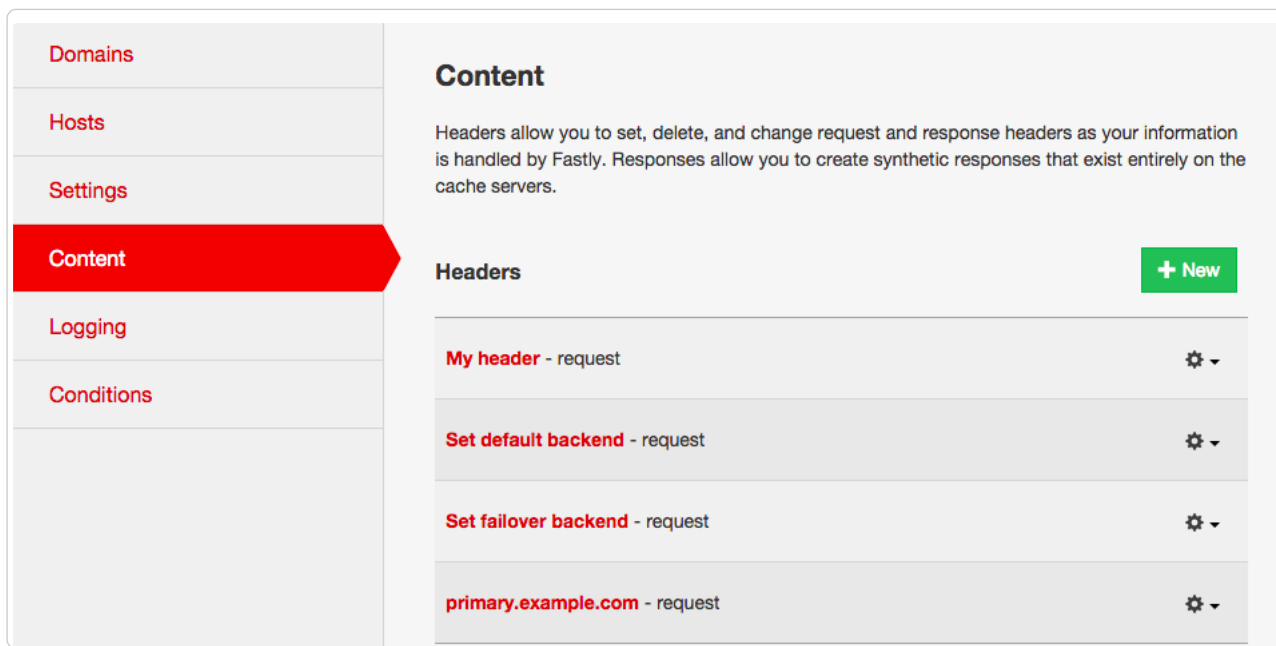 Domains
Hosts
Settings
Content
Logging
Conditions
Content
Headers allow you to set, delete, and change request and response headers as your information
is handled by Fastly. Responses allow you to create synthetic responses that exist entirely on the
cache servers.
Headers
+ New
My header - request
Set default backend - request
Set failover backend - request
primary.example.com - request